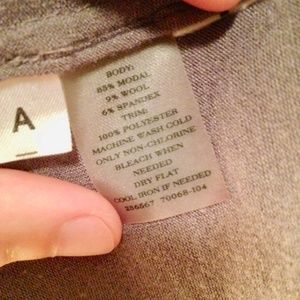 A
BODY:
85% MODAL
9% WOOL
6% SPANDEX
TRIM:
100% POLYESTER
MACHINE WASH COLD
ONLY NON-CHLORINE
BLEACH WHEN
NEEDED
DRY FLAT
COOL IRON IF NEEDED
256567 70068-104